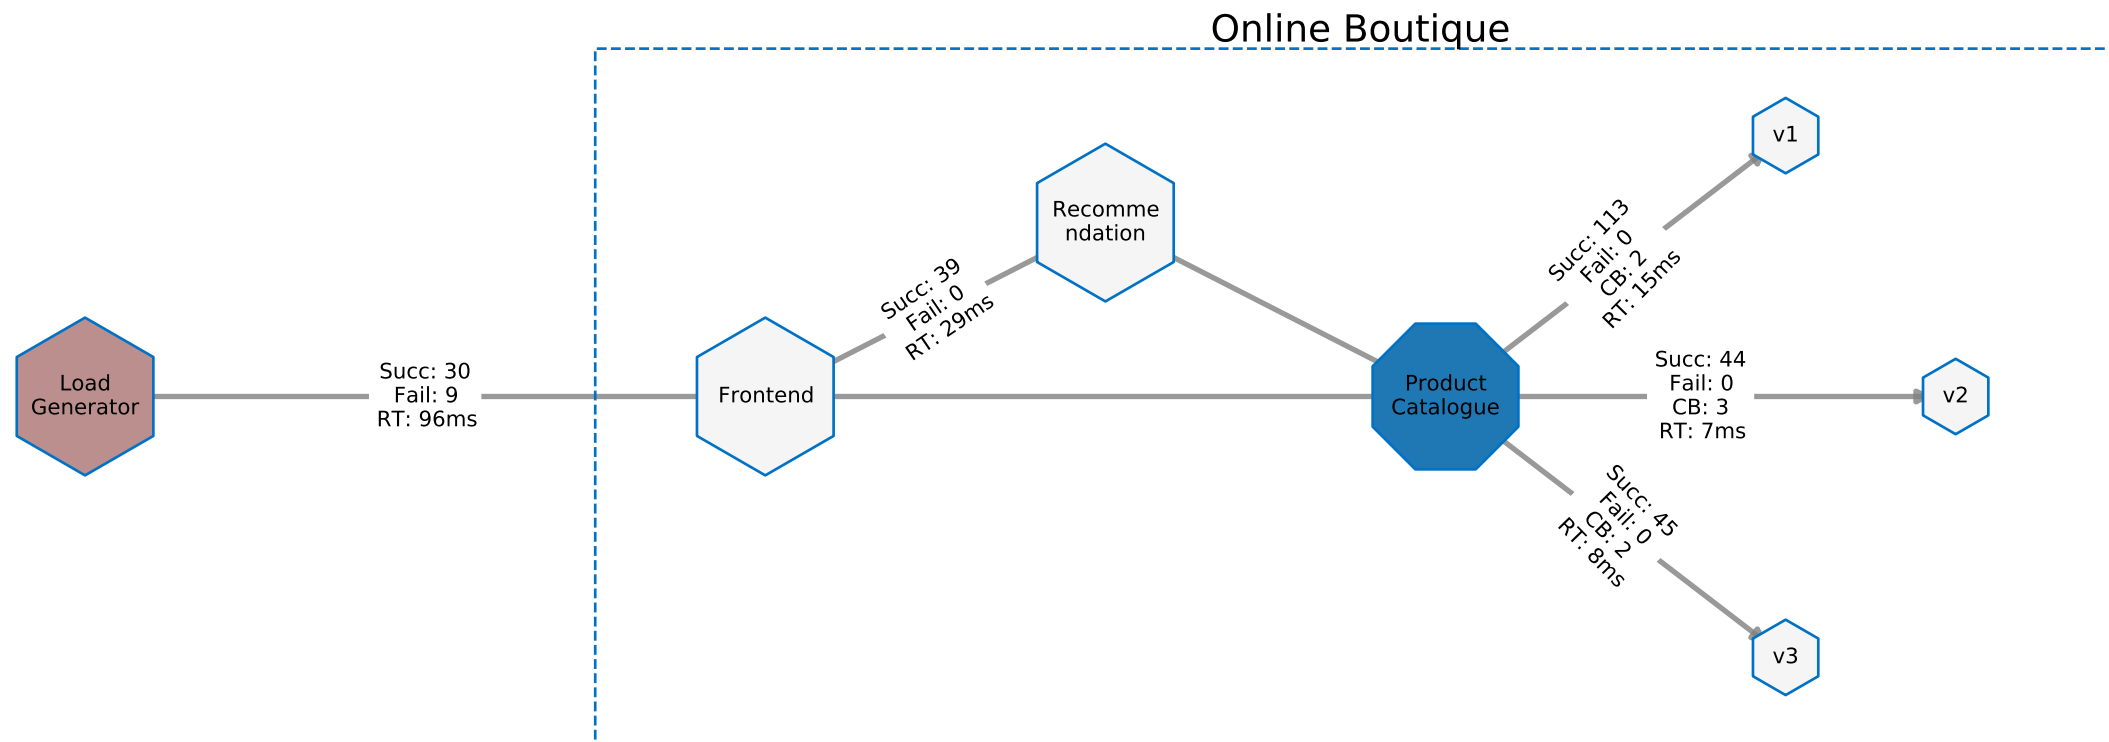 Online Boutique
Load
Generator
Succ: 30
Fail: 9
RT: 96ms
Frontend
Succ: 39
Fail: 0
RT: 29ms
Recomme
ndation
Product
Catalogue
Succ: 113
Fail: 0
CB: 2
RT: 15ms
v1
Succ: 44
Fail: 0
CB: 3
RT: 7ms
v2
Succ: 45
Fail: 0
CB: 2
RT: 8ms
v3